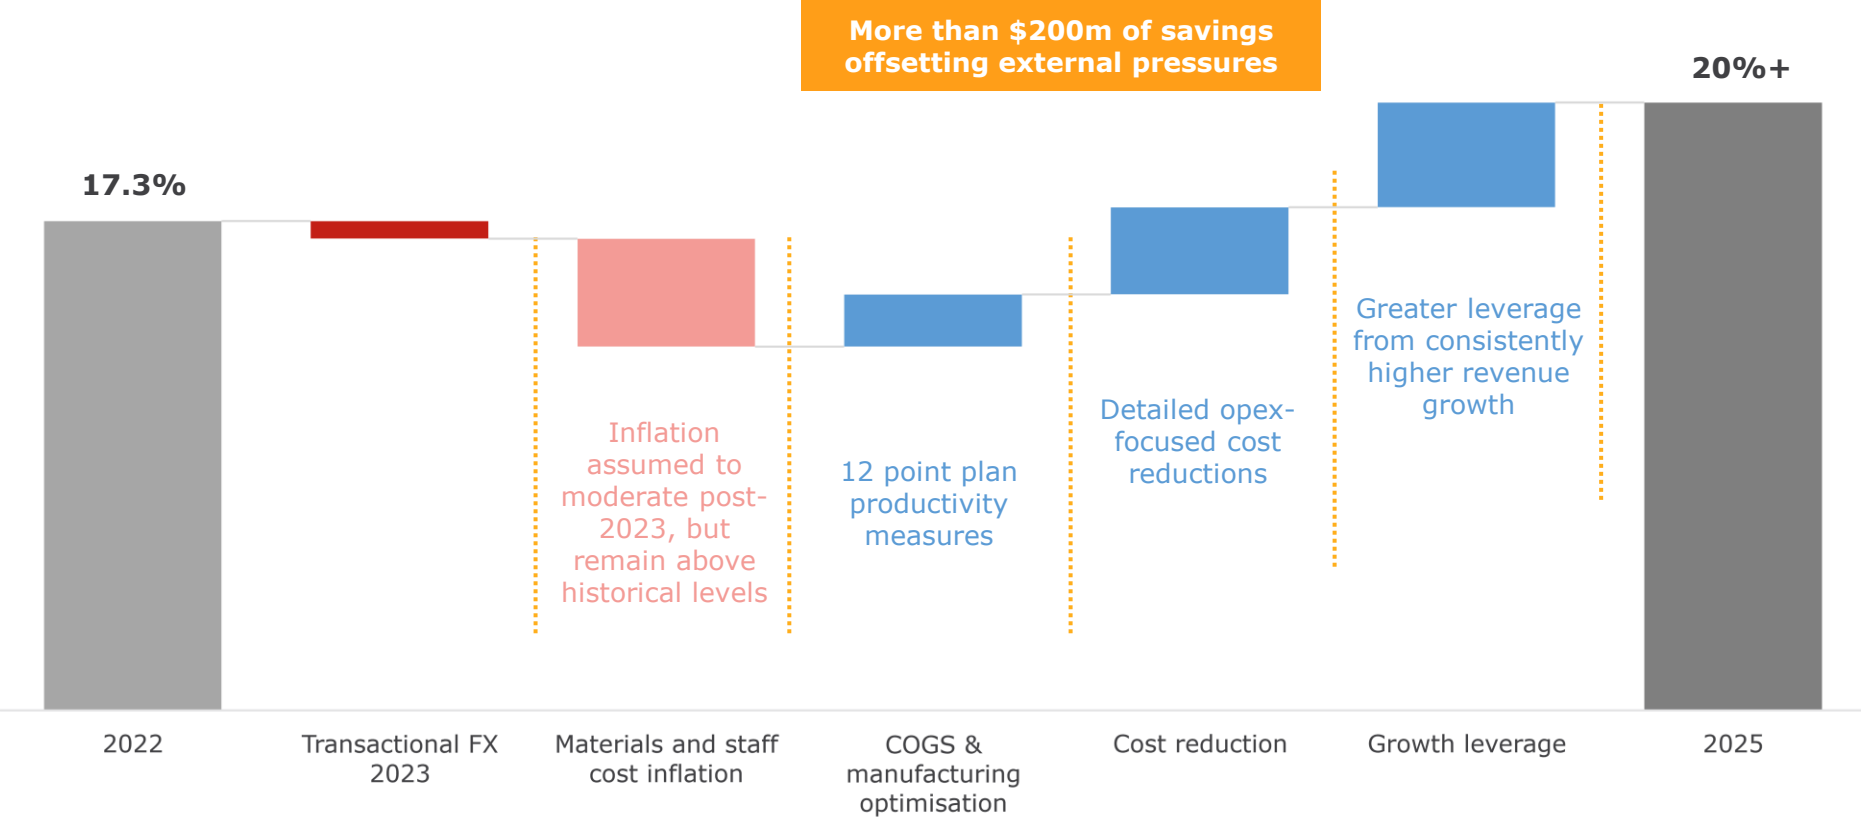 More than $200m of savings
offsetting external pressures
20%+
17.3%
Inflation
assumed to
moderate post-
2023, but
remain above
historical levels
12 point plan
productivity
measures
Detailed opex-
focused cost
reductions
Greater leverage
from consistently
higher revenue
growth
2022
Transactional FX
2023
Materials and staff
cost inflation
COGS &
manufacturing
optimisation
Cost reduction
Growth leverage
2025